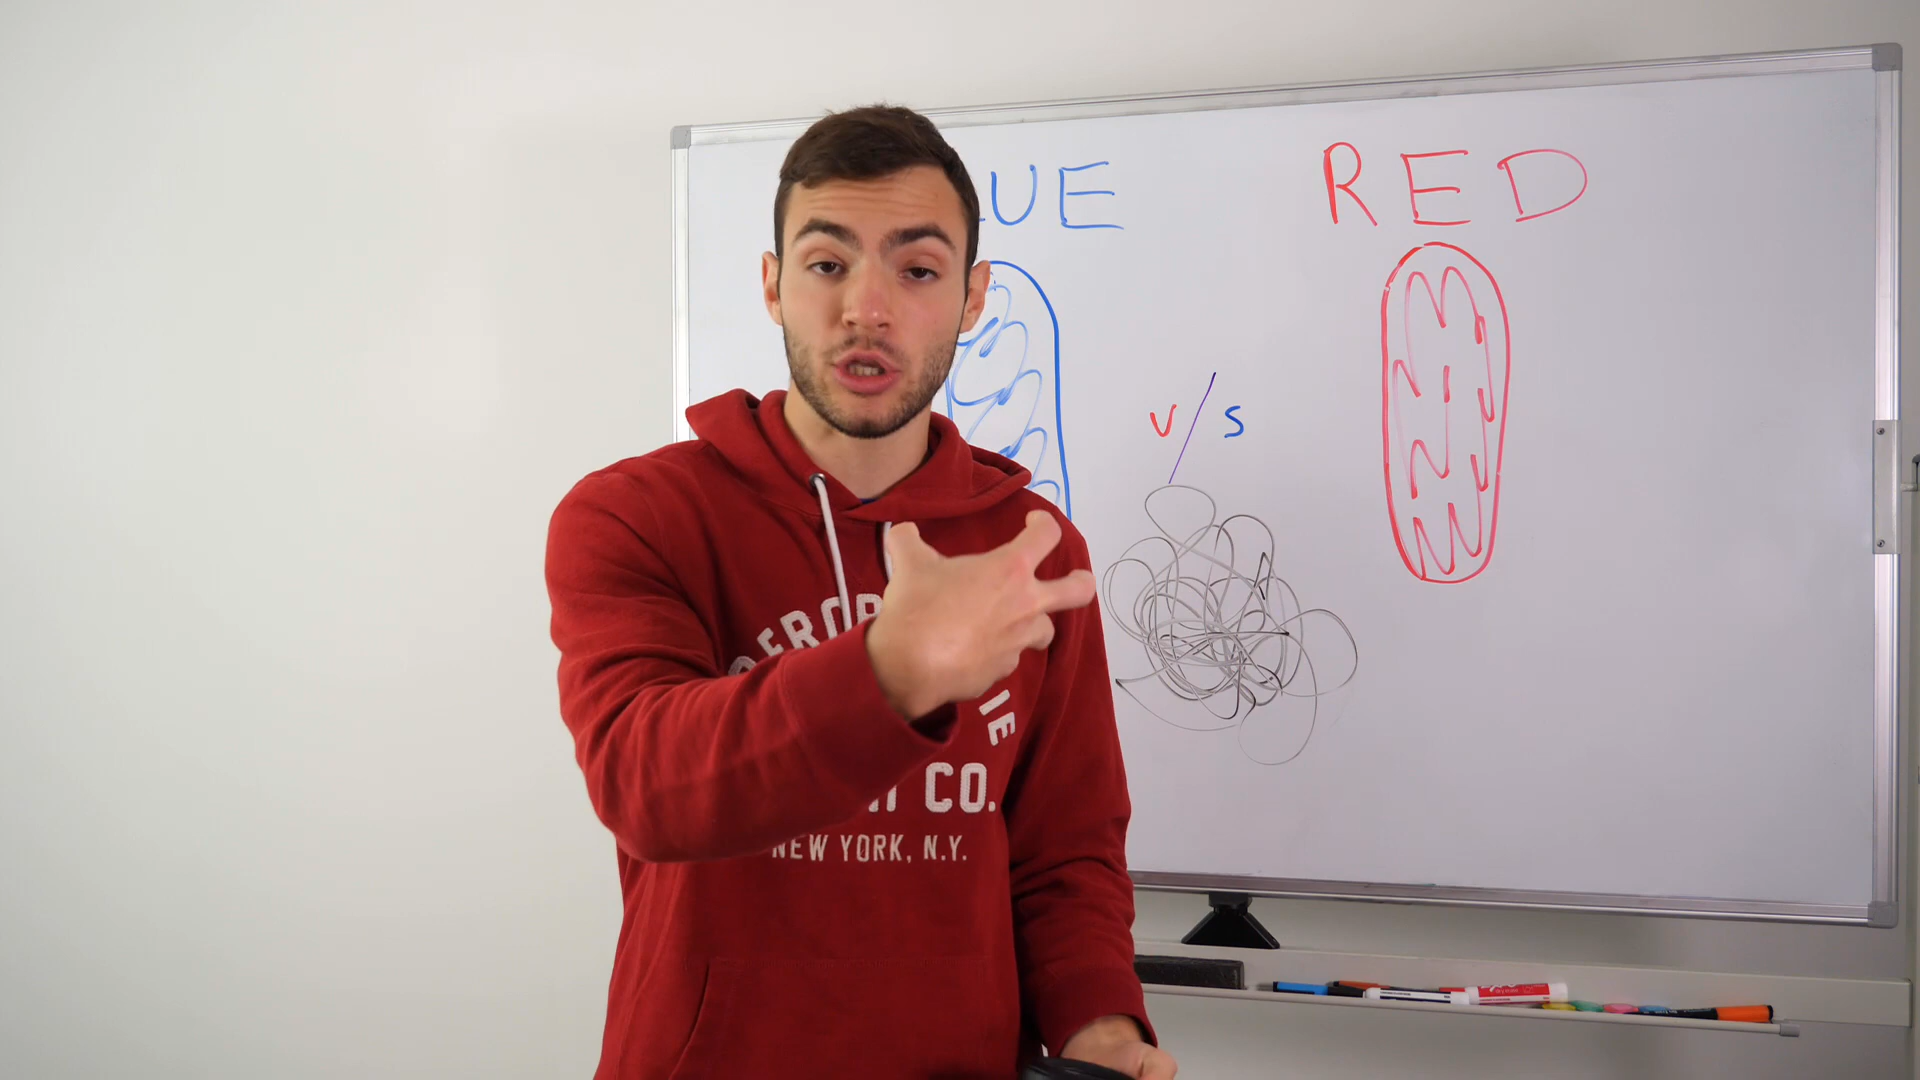 UE
RED
v/s
CO.
NEW YORK, N.Y.